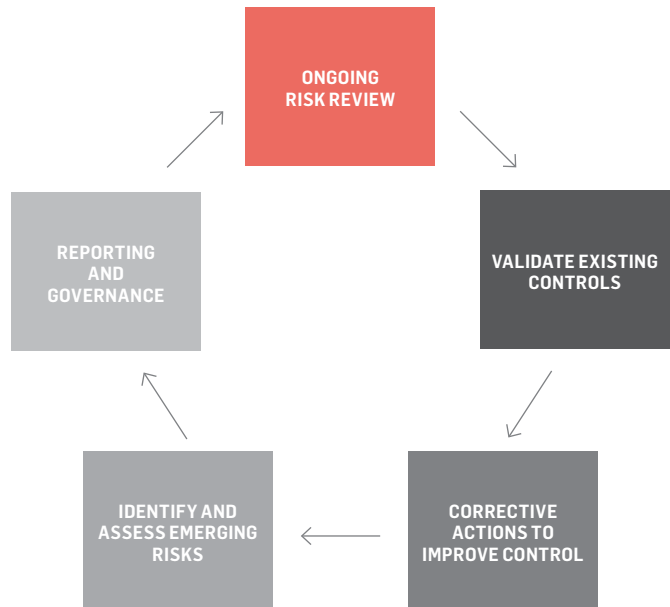 ONGOING
RISK REVIEW
VALIDATE EXISTING
CONTROLS
CORRECTIVE
ACTIONS TO
IMPROVE CONTROL
IDENTIFY AND
ASSESS EMERGING
RISKS
REPORTING
AND
GOVERNANCE